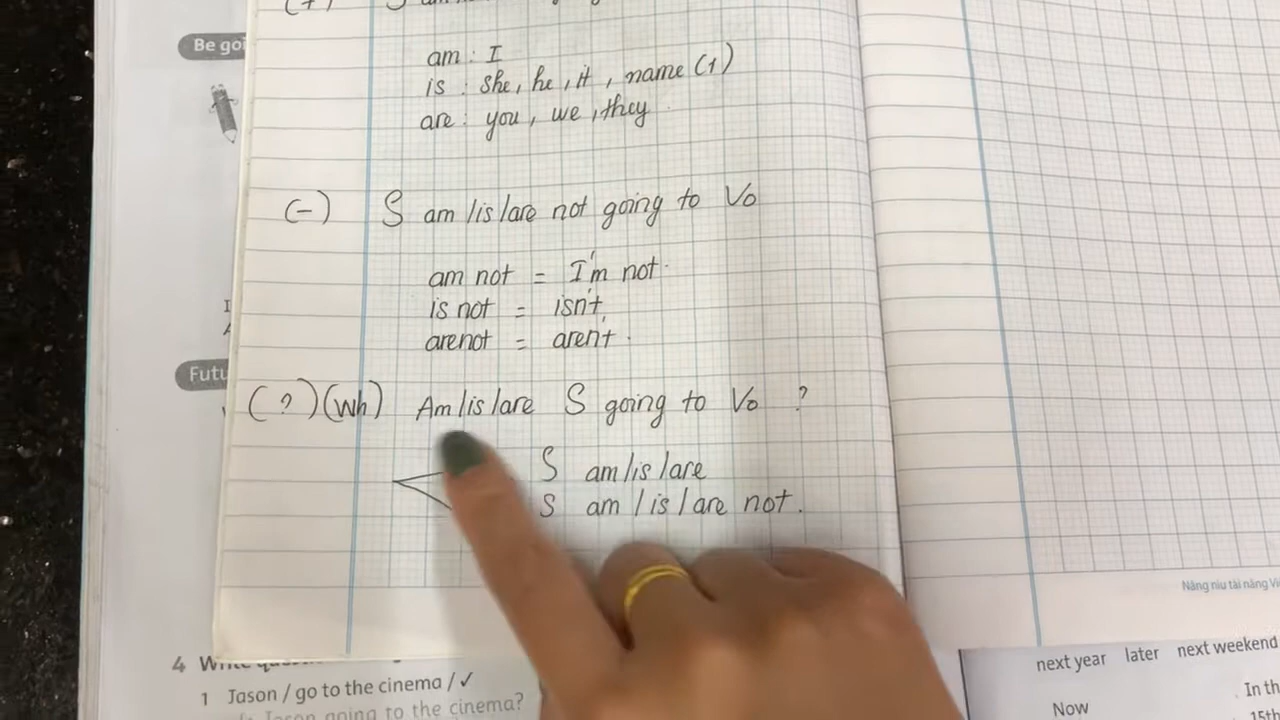 Be goi
am : I
is : she, he, it, name (1)
are : you, we, they
(-) S am / is / are not going to Vo
am not = I'm not.
is not = isn't.
are not = aren't.
Futu
(?) (Wh) Am / is / are S going to Vo ?
S am / is / are
S am / is / are not.
Nâng niu tài năng Vi
4 Write
1 Jason / go to the cinema / ✓
Jason going to the cinema?
next year later next weekend
Now In th
15th